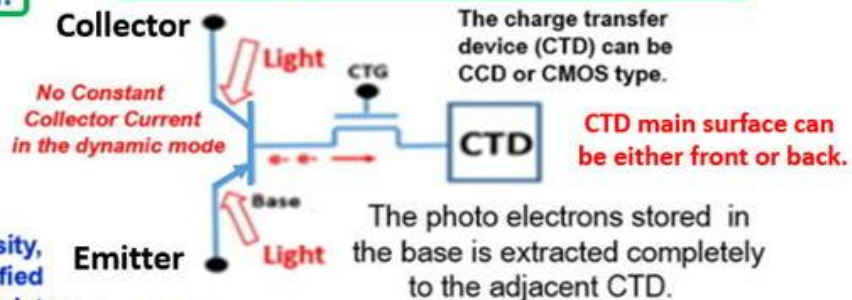 Collector
The charge transfer
device (CTD) can be
CCD or CMOS type.
Light
CTG
No Constant
Collector Current
in the dynamic mode
CTD
CTD main surface can
be either front or back.
Base
The photo electrons stored in
the base is extracted completely
to the adjacent CTD.
Emitter
Light